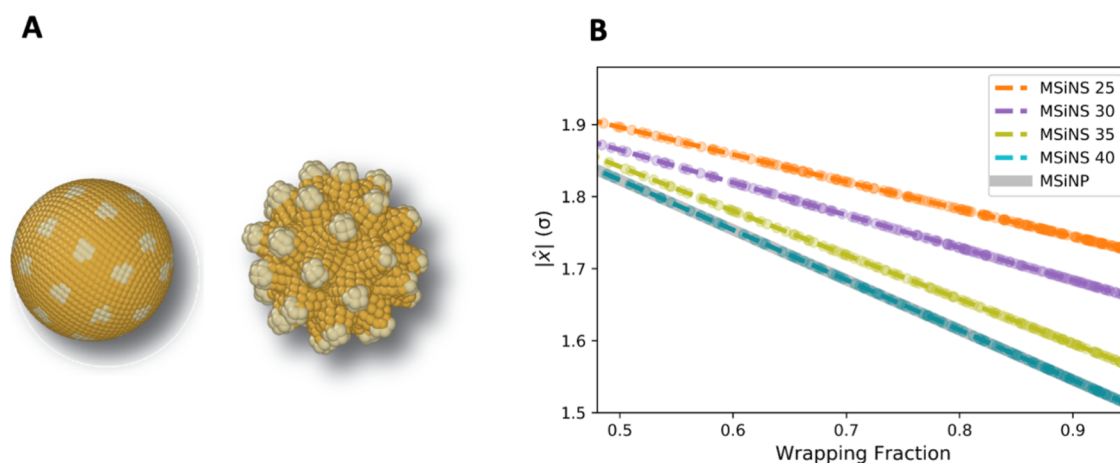 A
B
MSiNS 25
MSiNS 30
MSiNS 35
MSiNS 40
MSiNP
1.9
1.8
1.7
1.6
1.5
|x̂| (σ)
0.5 0.6 0.7 0.8 0.9
Wrapping Fraction